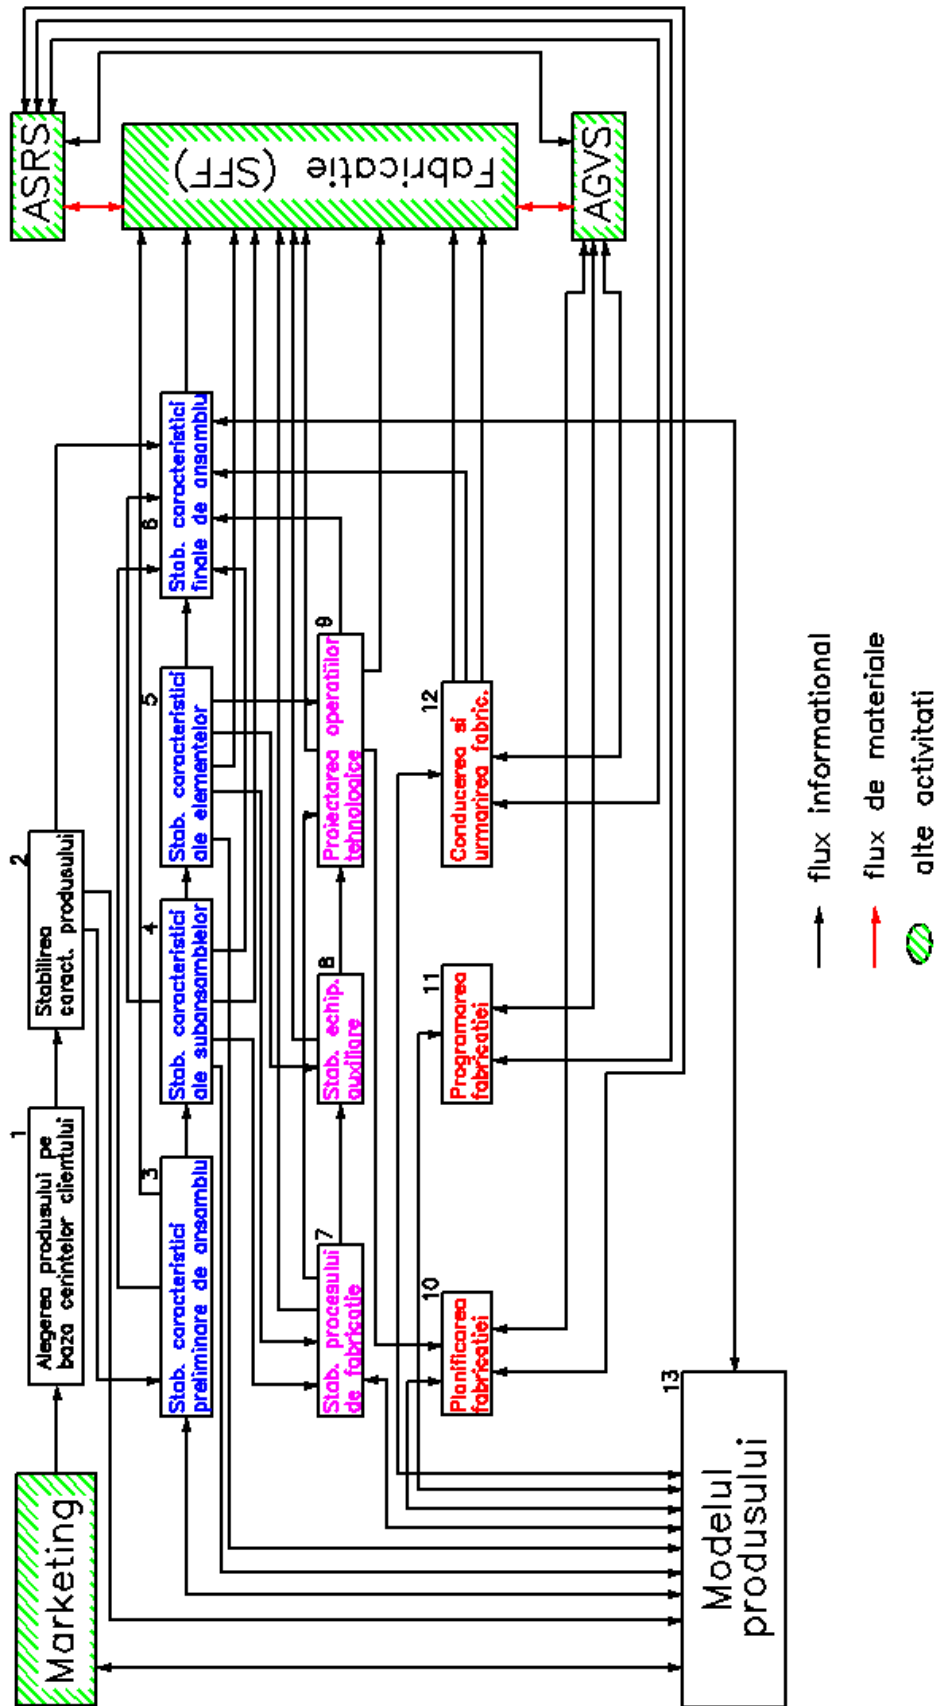 Marketing
1
Alegerea produsului pe
baza cerintelor clientului
2
Stabilirea
caract. produsului
ASRS
3
Stab. caracteristici
preliminare de ansamblu
4
Stab. caracteristici
ale subansamblelor
5
Stab. caracteristici
ale elementelor
6
Stab. caracteristici
finale de ansamblu
Fabricatie (SFF)
7
Stab. procesului
de fabricatie
8
Stab. echip.
auxiliare
9
Proiectarea operatiilor
tehnologice
10
Planificarea
fabricatiei
11
Programarea
fabricatiei
12
Conducerea si
urmarirea fabric.
AGVS
13
Modelul
produsului
flux informational
flux de materiale
alte activitati